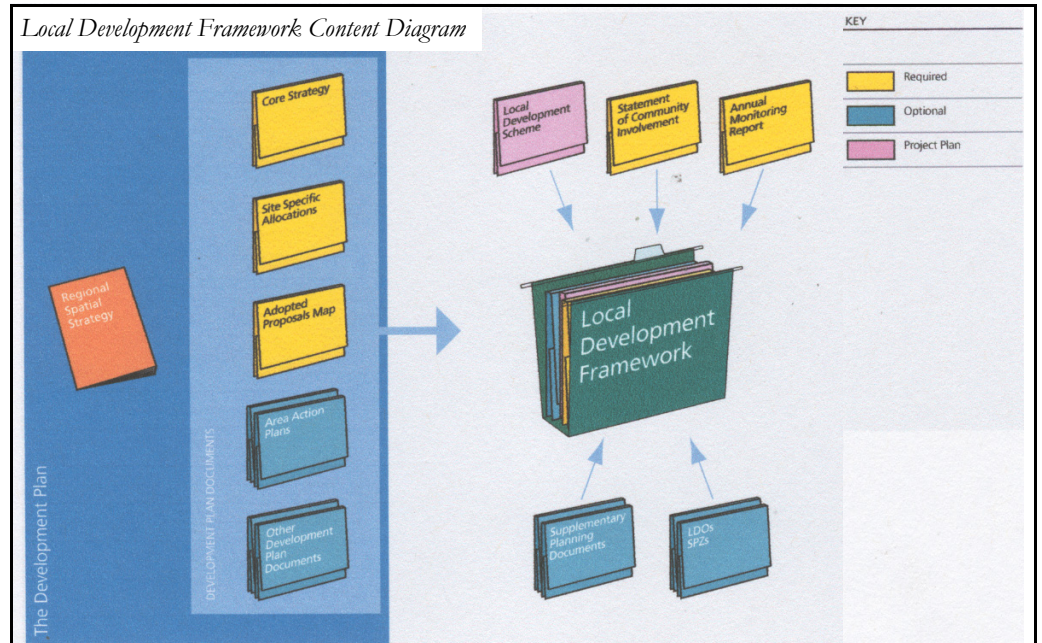 Local Development Framework Content Diagram
KEY
Required
Optional
Project Plan
The Development Plan
Regional
Spatial
Strategy
DEVELOPMENT PLAN DOCUMENTS
Core Strategy
Site Specific
Allocations
Adopted
Proposals Map
Area Action
Plans
Other
Development
Plan
Documents
Local
Development
Scheme
Statement
of Community
Involvement
Annual
Monitoring
Report
Local
Development
Framework
Supplementary
Planning
Documents
LDOs
SPZs